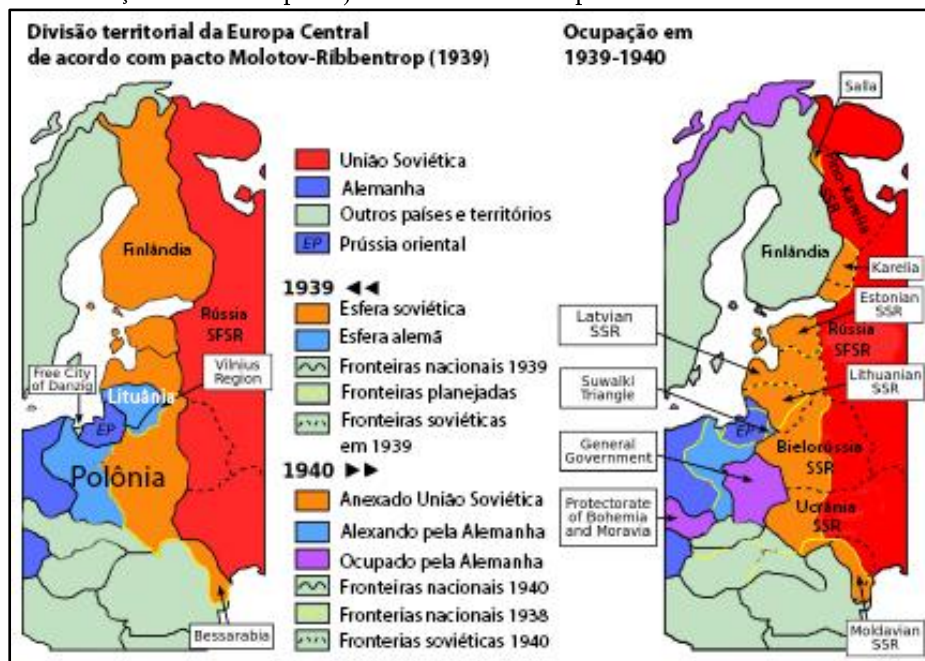 Divisão territorial da Europa Central
de acordo com pacto Molotov-Ribbentrop (1939)
Ocupação em
1939-1940
União Soviética
Alemanha
Outros países e territórios
EP Prússia oriental
1939 ◄◄
Esfera soviética
Esfera alemã
Fronteiras nacionais 1939
Fronteiras planejadas
Fronteiras soviéticas
em 1939
1940 ►►
Anexado União Soviética
Alexando pela Alemanha
Ocupado pela Alemanha
Fronteiras nacionais 1940
Fronterias nacionais 1938
Fronterias soviéticas 1940
Finlândia
Rússia
SFSR
Free City
of Danzig
Vilnius
Region
Lituânia
EP
Polônia
Bessarabia
Salla
Fino-Karelia
SSR
Finlândia
Karelia
Estonian
SSR
Latvian
SSR
Rússia
SFSR
Suwalki
Triangle
Lithuanian
SSR
EP
General
Government
Bielorússia
SSR
Protectorate
of Bohemia
and Moravia
Ucrânia
SSR
Moldavian
SSR